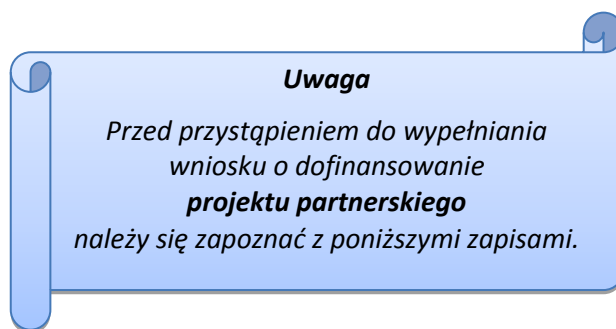 Uwaga
Przed przystąpieniem do wypełniania
wniosku o dofinansowanie
projektu partnerskiego
należy się zapoznać z poniższymi zapisami.